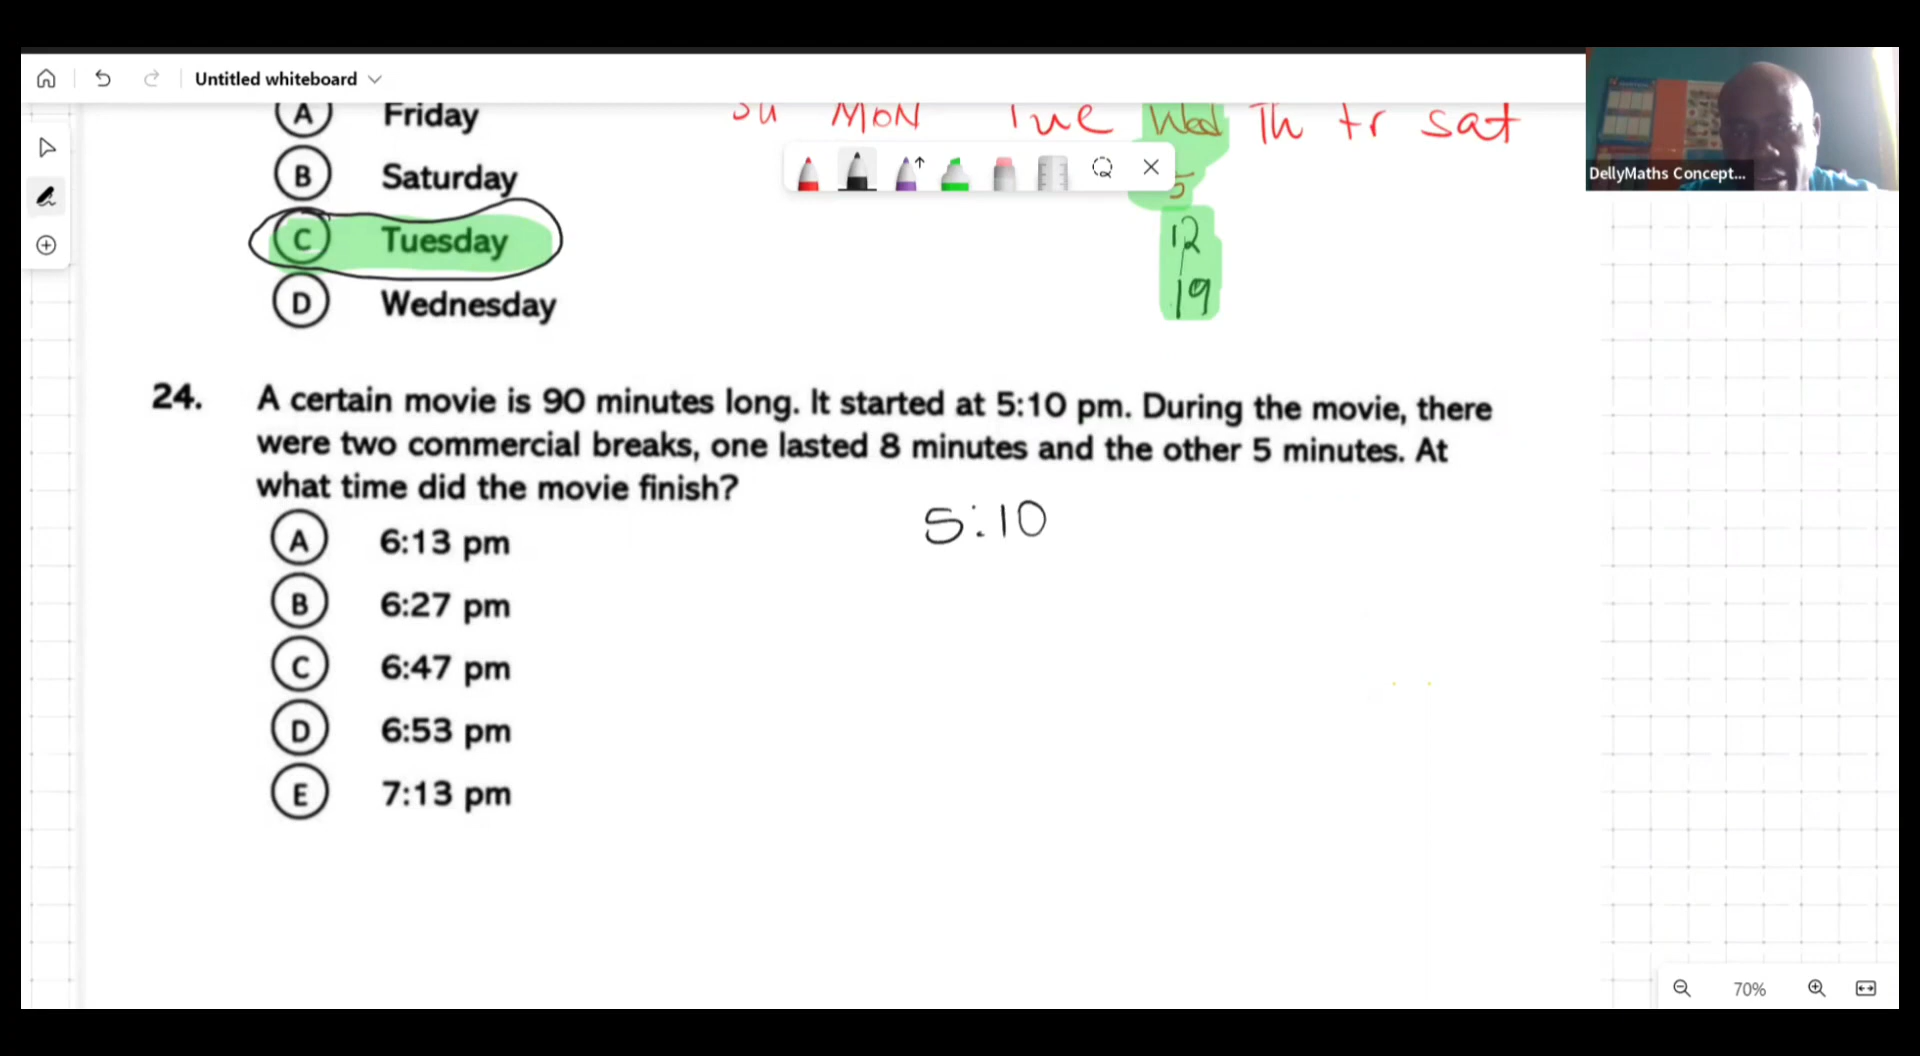 Untitled whiteboard
A Friday
Su MON Tue Wed Th fr sat
B Saturday
5
DellyMaths Concept...
C Tuesday
12
D Wednesday
19
24. A certain movie is 90 minutes long. It started at 5:10 pm. During the movie, there
were two commercial breaks, one lasted 8 minutes and the other 5 minutes. At
what time did the movie finish?
5:10
A 6:13 pm
B 6:27 pm
C 6:47 pm
D 6:53 pm
E 7:13 pm
70%